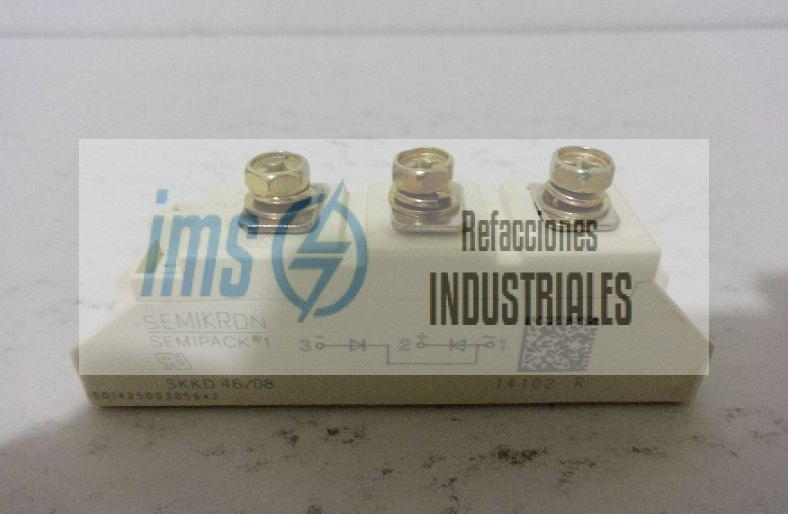 ims
Refacciones
INDUSTRIALES
SEMIKRON
SEMIPACK®1
3 2 + 1
SKKD 46/08
14102 R